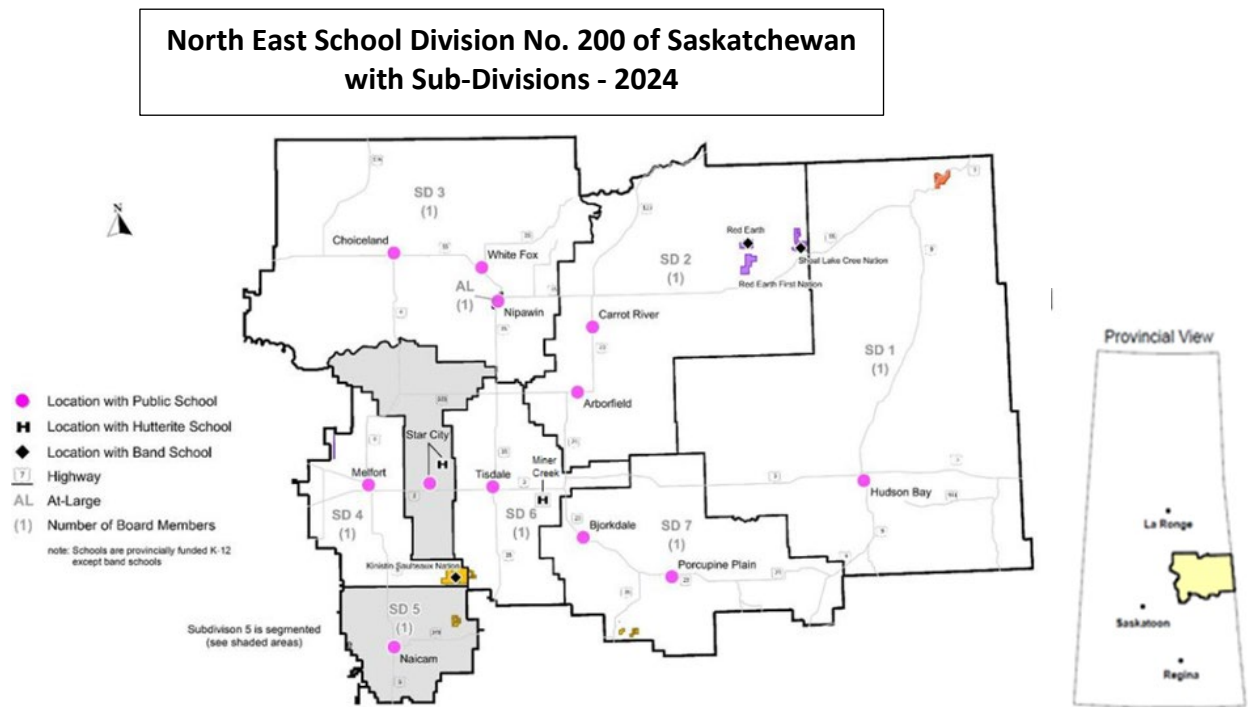 North East School Division No. 200 of Saskatchewan
with Sub-Divisions - 2024
N
SD 3
(1)
Choiceland
White Fox
AL
(1)
Nipawin
Red Earth
Shoal Lake Cree Nation
SD 2
(1)
Red Earth First Nation
Carrot River
SD 1
(1)
Arborfield
Provincial View
Location with Public School
H Location with Hutterite School
Location with Band School
7 Highway
AL At-Large
(1) Number of Board Members
note: Schools are provincially funded K-12
except band schools
Star City
H
Melfort
Tisdale
Miner
Creek
H
SD 4
(1)
SD 6
(1)
Hudson Bay
Bjorkdale
SD 7
(1)
Porcupine Plain
Kinistin Saulteaux Nation
SD 5
(1)
Naicam
Subdivison 5 is segmented
(see shaded areas)
La Ronge
Saskatoon
Regina